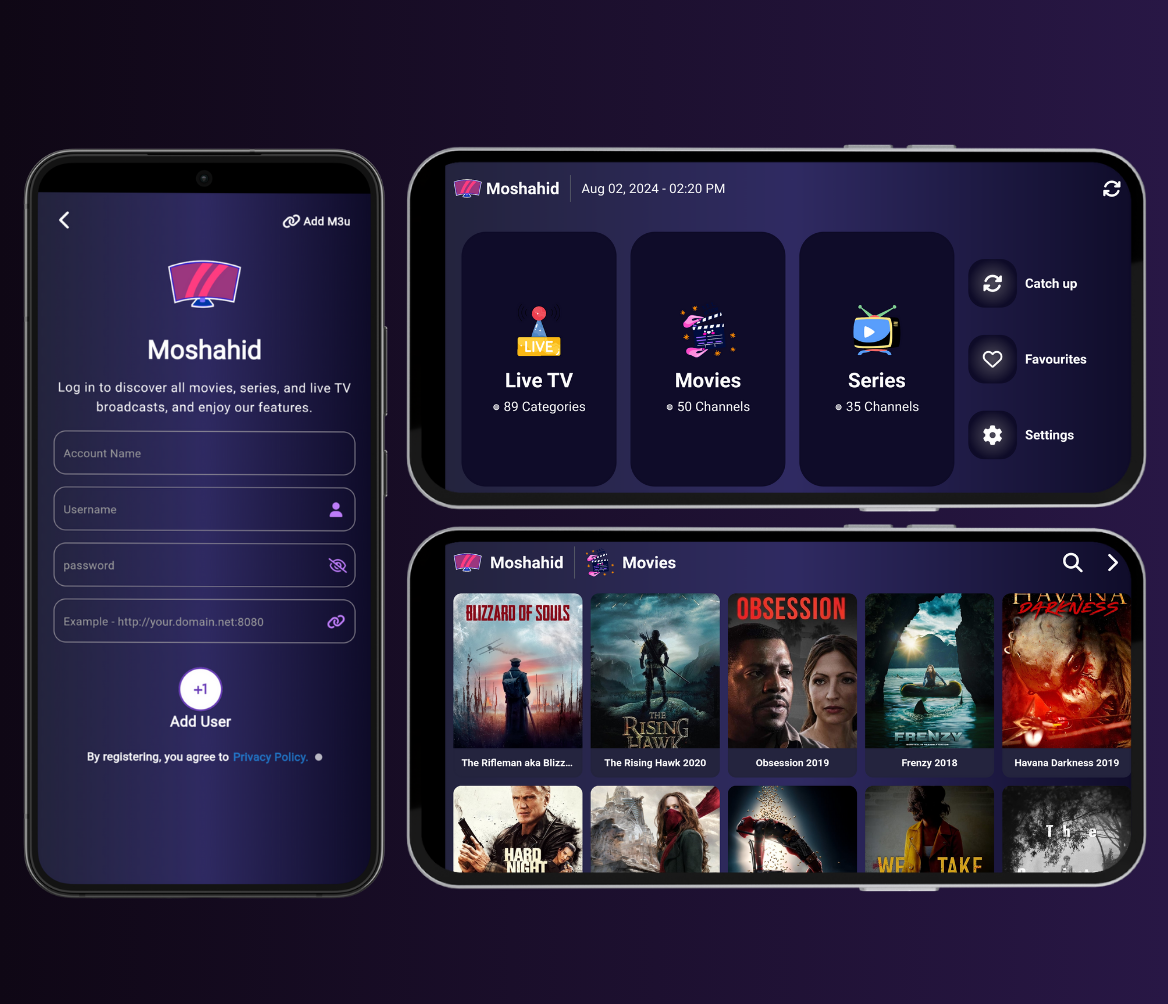 Add M3u
Moshahid
Log in to discover all movies, series, and live TV
broadcasts, and enjoy our features.
Account Name
Username
password
Example - http://your.domain.net:8080
+1
Add User
By registering, you agree to Privacy Policy.
Moshahid
Aug 02, 2024 - 02:20 PM
LIVE
Live TV
89 Categories
Movies
50 Channels
Series
35 Channels
Catch up
Favourites
Settings
Moshahid
Movies
BLIZZARD OF SOULS
The Rifleman aka Blizz...
THE
RISING
HAWK
The Rising Hawk 2020
OBSESSION
Obsession 2019
FRENZY
Frenzy 2018
HAVANA
DARKNESS
Havana Darkness 2019
HARD
NIGHT
WE TAKE
The